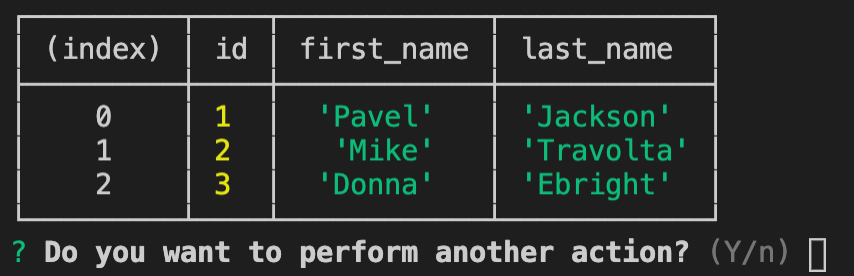 (index) id first_name last_name
0 1 'Pavel' 'Jackson'
1 2 'Mike' 'Travolta'
2 3 'Donna' 'Ebright'
? Do you want to perform another action? (Y/n)